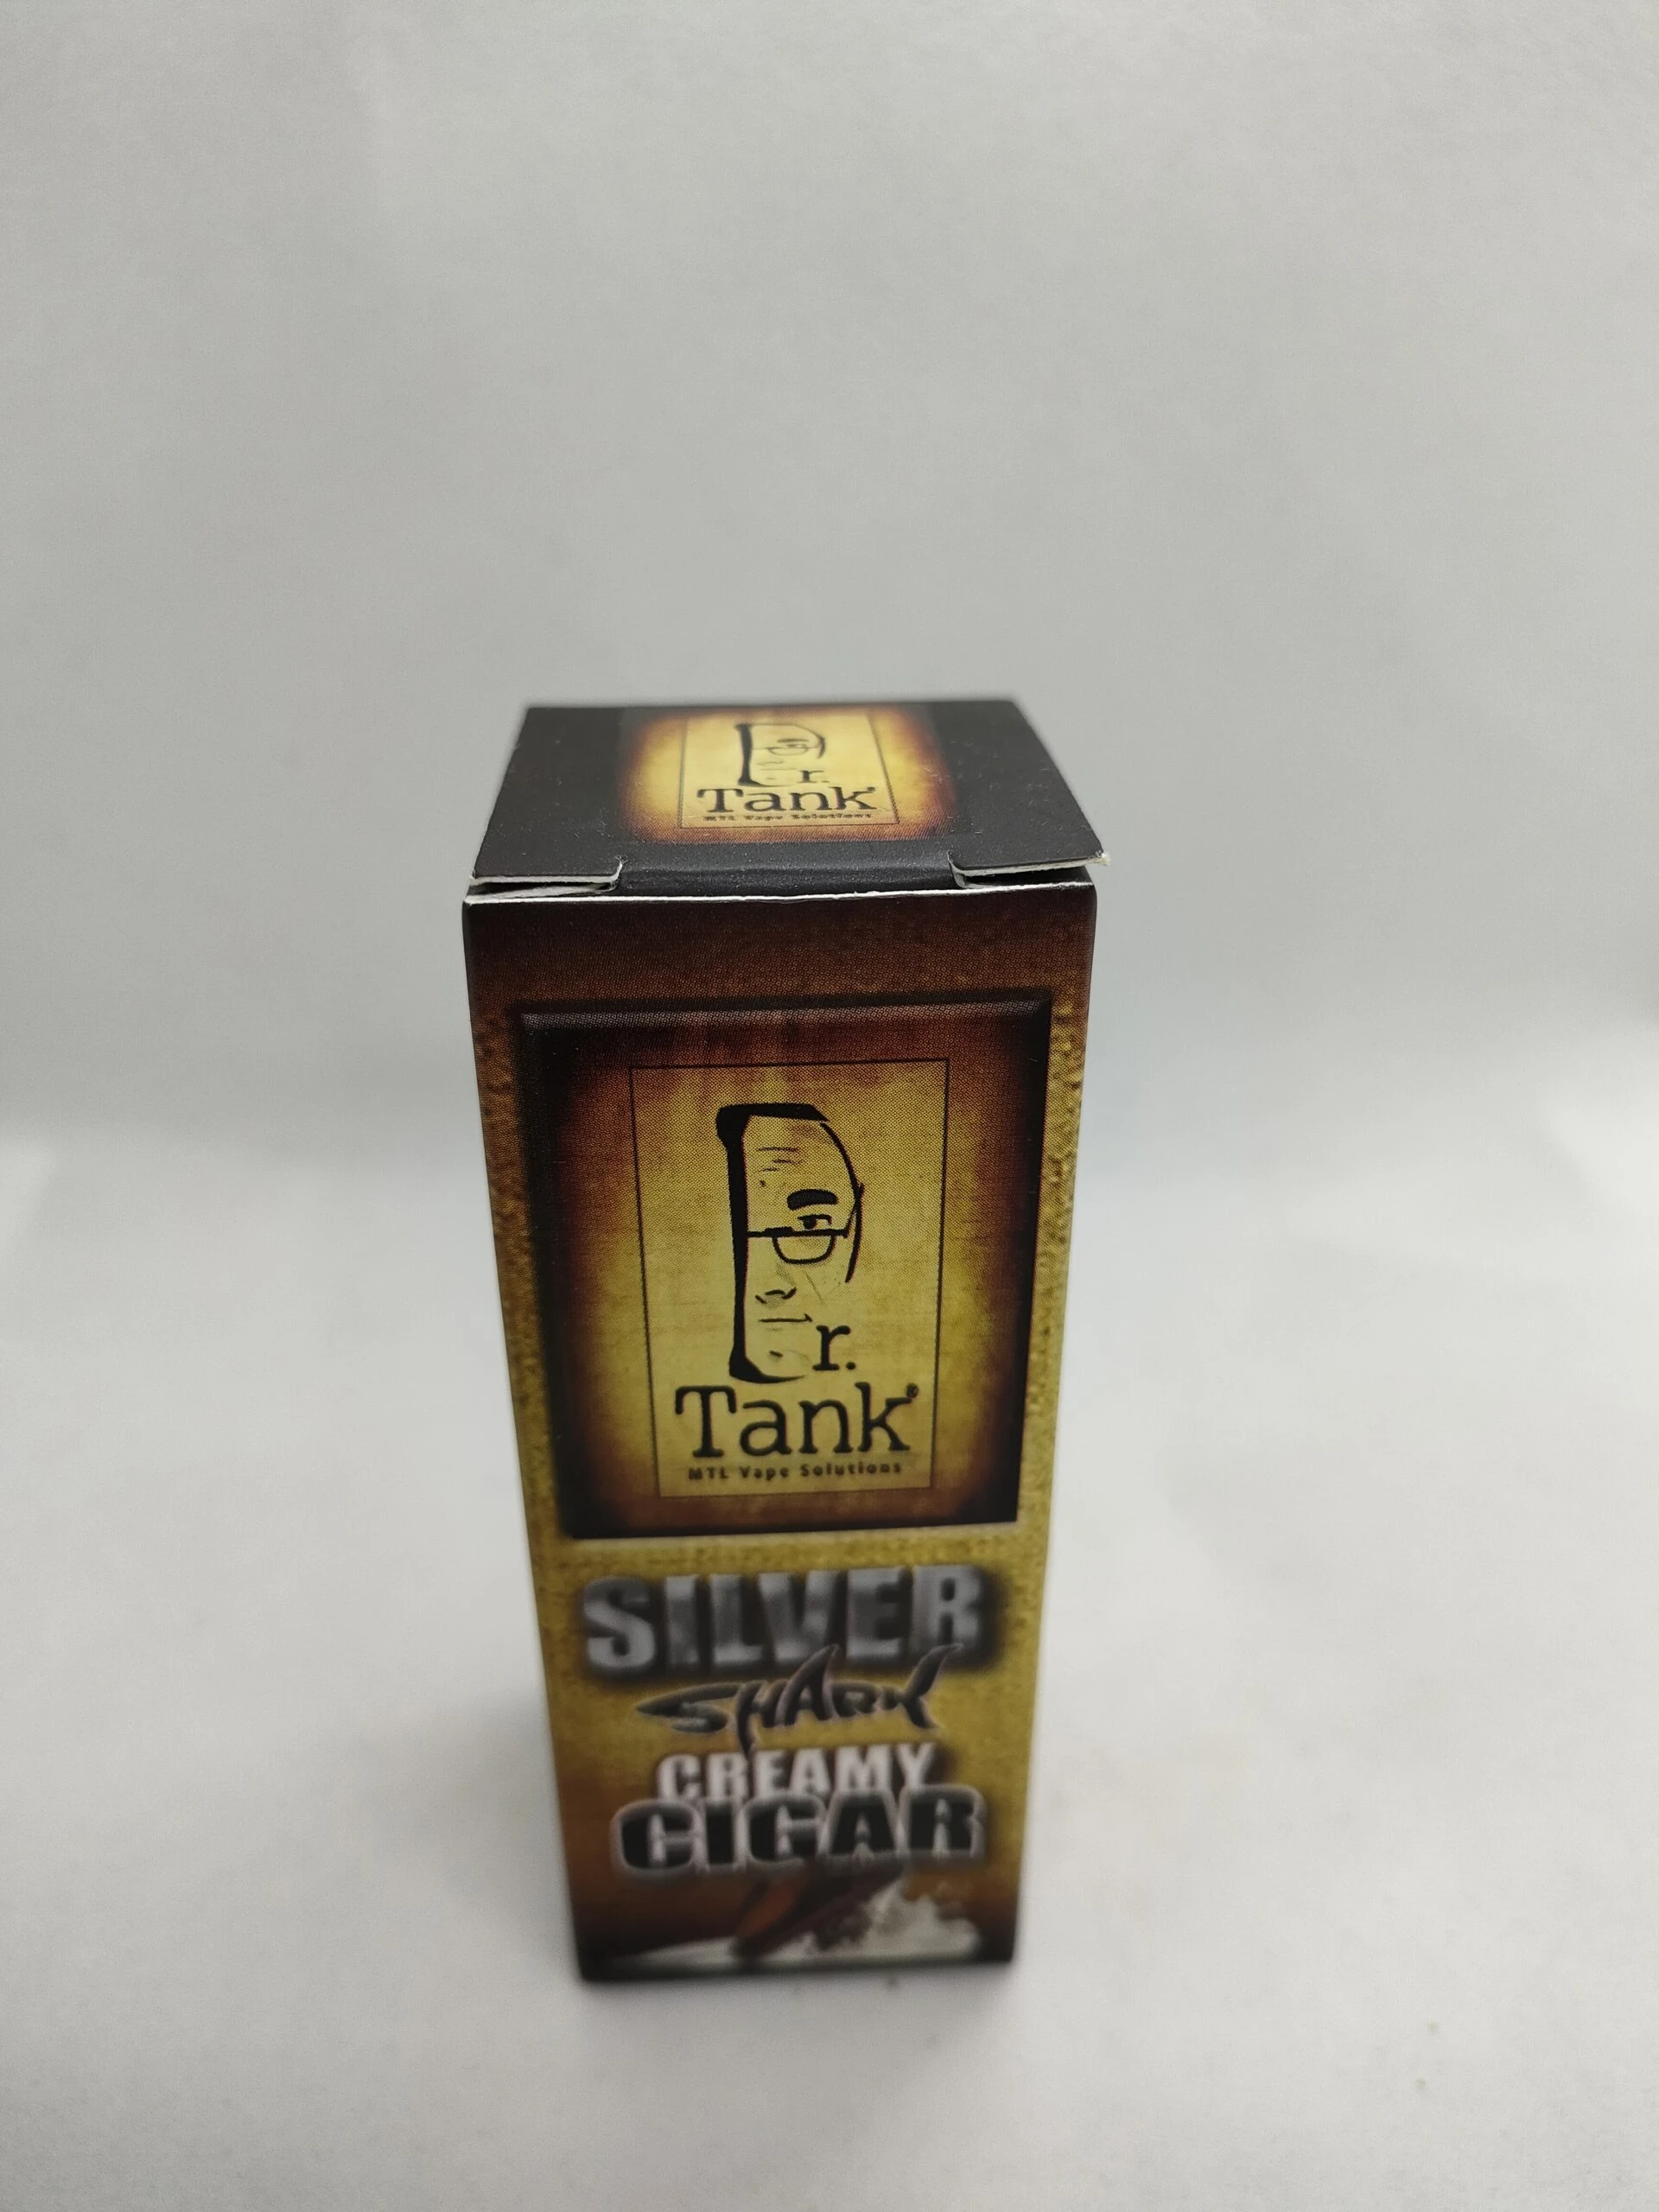 Dr.
Tank®
MTL Vape Solutions
Dr.
Tank®
MTL Vape Solutions
SILVER
SHARK
CREAMY
CIGAR